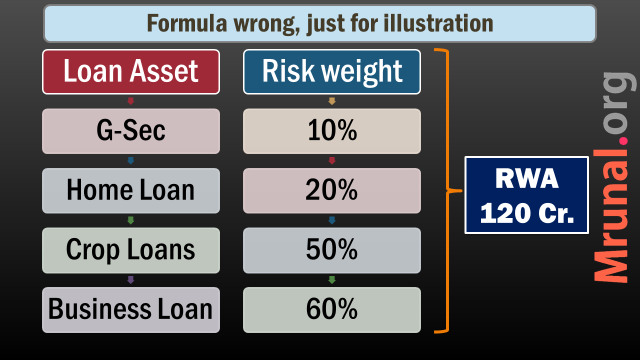 Formula wrong, just for illustration
Loan Asset Risk weight
G-Sec 10%
Home Loan 20%
Crop Loans 50%
Business Loan 60%
RWA
120 Cr.
Mrunal.org